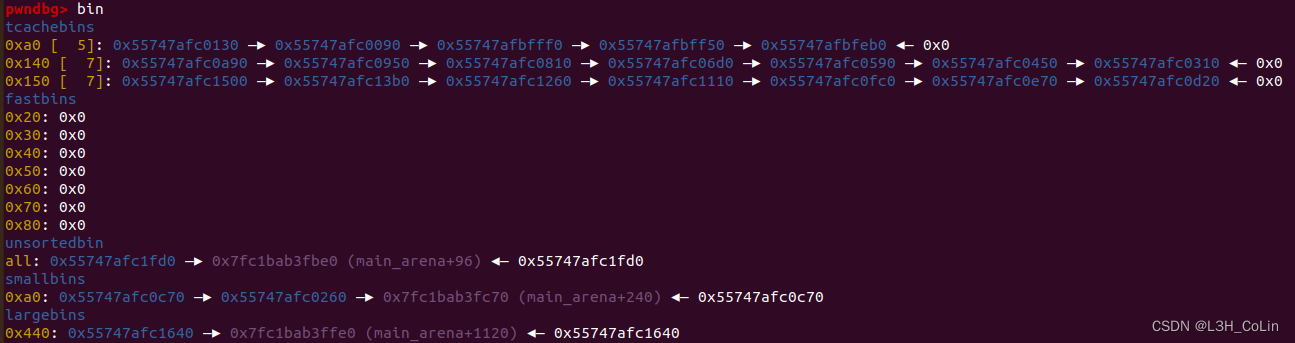 pwndbg> bin
tcachebins
0xa0 [  5]: 0x55747afc0130 —▸ 0x55747afc0090 —▸ 0x55747afbfff0 —▸ 0x55747afbff50 —▸ 0x55747afbfeb0 ◂— 0x0
0x140 [  7]: 0x55747afc0a90 —▸ 0x55747afc0950 —▸ 0x55747afc0810 —▸ 0x55747afc06d0 —▸ 0x55747afc0590 —▸ 0x55747afc0450 —▸ 0x55747afc0310 ◂— 0x0
0x150 [  7]: 0x55747afc1500 —▸ 0x55747afc13b0 —▸ 0x55747afc1260 —▸ 0x55747afc1110 —▸ 0x55747afc0fc0 —▸ 0x55747afc0e70 —▸ 0x55747afc0d20 ◂— 0x0
fastbins
0x20: 0x0
0x30: 0x0
0x40: 0x0
0x50: 0x0
0x60: 0x0
0x70: 0x0
0x80: 0x0
unsortedbin
all: 0x55747afc1fd0 —▸ 0x7fc1bab3fbe0 (main_arena+96) ◂— 0x55747afc1fd0
smallbins
0xa0: 0x55747afc0c70 —▸ 0x55747afc0260 —▸ 0x7fc1bab3fc70 (main_arena+240) ◂— 0x55747afc0c70
largebins
0x440: 0x55747afc1640 —▸ 0x7fc1bab3ffe0 (main_arena+1120) ◂— 0x55747afc1640
CSDN @L3H_CoLin